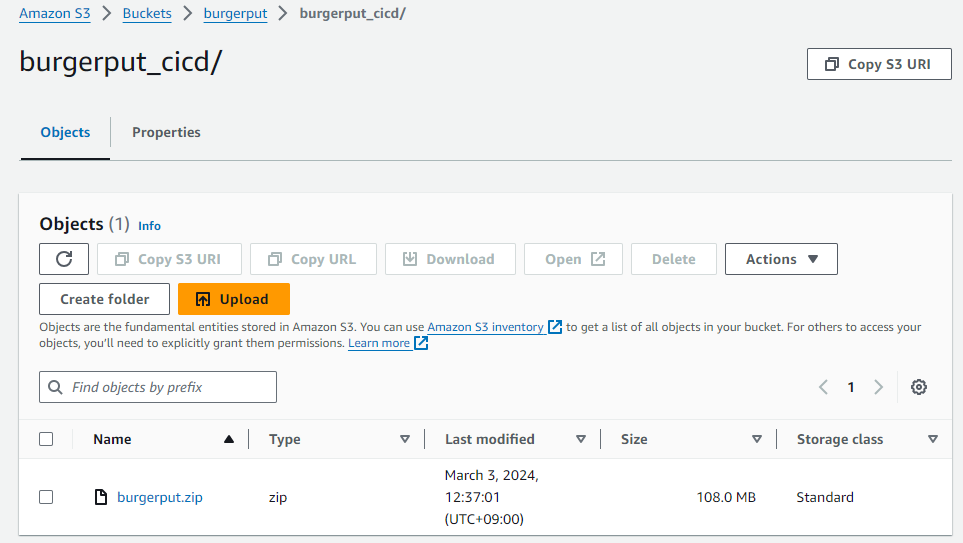 Amazon S3 > Buckets > burgerput > burgerput_cicd/
burgerput_cicd/
Copy S3 URI
Objects
Properties
Objects (1) Info
Copy S3 URI
Copy URL
Download
Open
Delete
Actions
Create folder
Upload
Objects are the fundamental entities stored in Amazon S3. You can use Amazon S3 inventory to get a list of all objects in your bucket. For others to access your
objects, you'll need to explicitly grant them permissions. Learn more
Find objects by prefix
1
Name Type Last modified Size Storage class
burgerput.zip zip March 3, 2024,
12:37:01
(UTC+09:00) 108.0 MB Standard